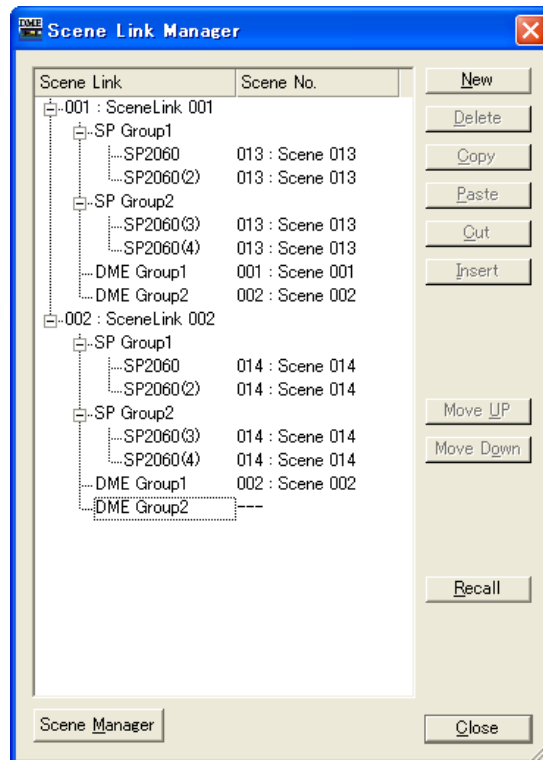 DME
Scene Link Manager
Scene Link Scene No.
001 : SceneLink 001
SP Group1
SP2060 013 : Scene 013
SP2060(2) 013 : Scene 013
SP Group2
SP2060(3) 013 : Scene 013
SP2060(4) 013 : Scene 013
DME Group1 001 : Scene 001
DME Group2 002 : Scene 002
002 : SceneLink 002
SP Group1
SP2060 014 : Scene 014
SP2060(2) 014 : Scene 014
SP Group2
SP2060(3) 014 : Scene 014
SP2060(4) 014 : Scene 014
DME Group1 002 : Scene 002
DME Group2 ---
New
Delete
Copy
Paste
Cut
Insert
Move UP
Move Down
Recall
Scene Manager
Close